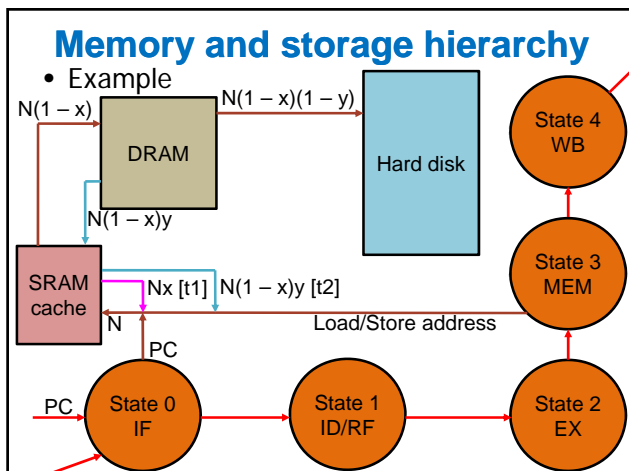 Memory and storage hierarchy
• Example
N(1 – x)
N(1 – x)(1 – y)
DRAM
Hard disk
State 4
WB
N(1 – x)y
SRAM
cache
Nx [t1]
N(1 – x)y [t2]
State 3
MEM
N
Load/Store address
PC
PC
State 0
IF
State 1
ID/RF
State 2
EX